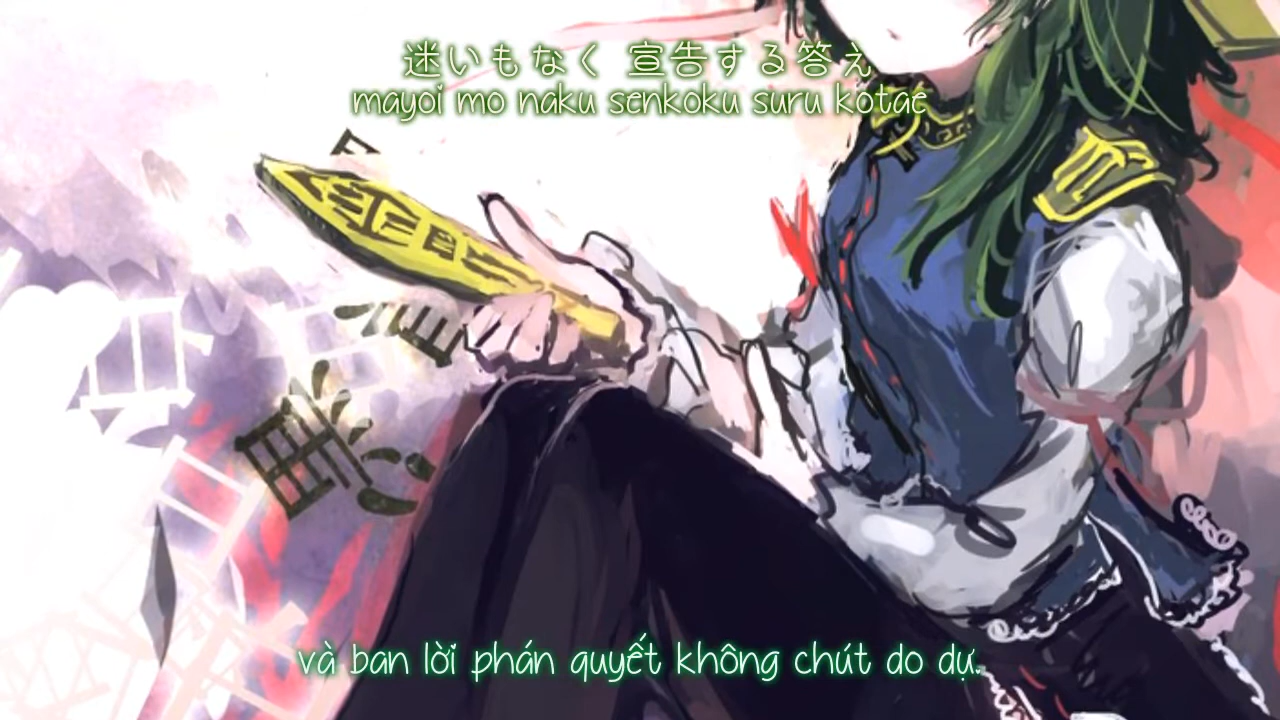 迷いもなく 宣告する答え
mayoi mo naku senkoku suru kotae
黒
và ban lời phán quyết không chút do dự.